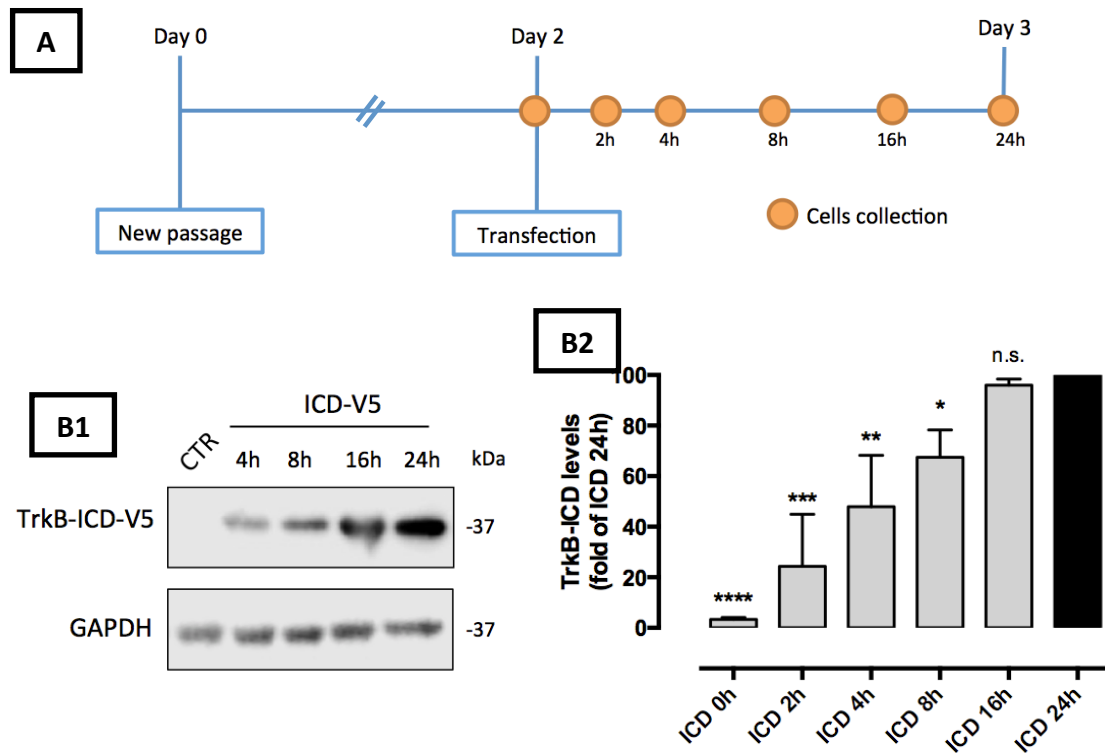 A
Day 0
Day 2
Day 3
2h
4h
8h
16h
24h
New passage
Transfection
Cells collection
B1
ICD-V5
CTR
4h
8h
16h
24h
kDa
TrkB-ICD-V5
-37
GAPDH
-37
B2
TrkB-ICD levels
(fold of ICD 24h)
100
80
60
40
20
0
****
***
**
*
n.s.
ICD 0h
ICD 2h
ICD 4h
ICD 8h
ICD 16h
ICD 24h